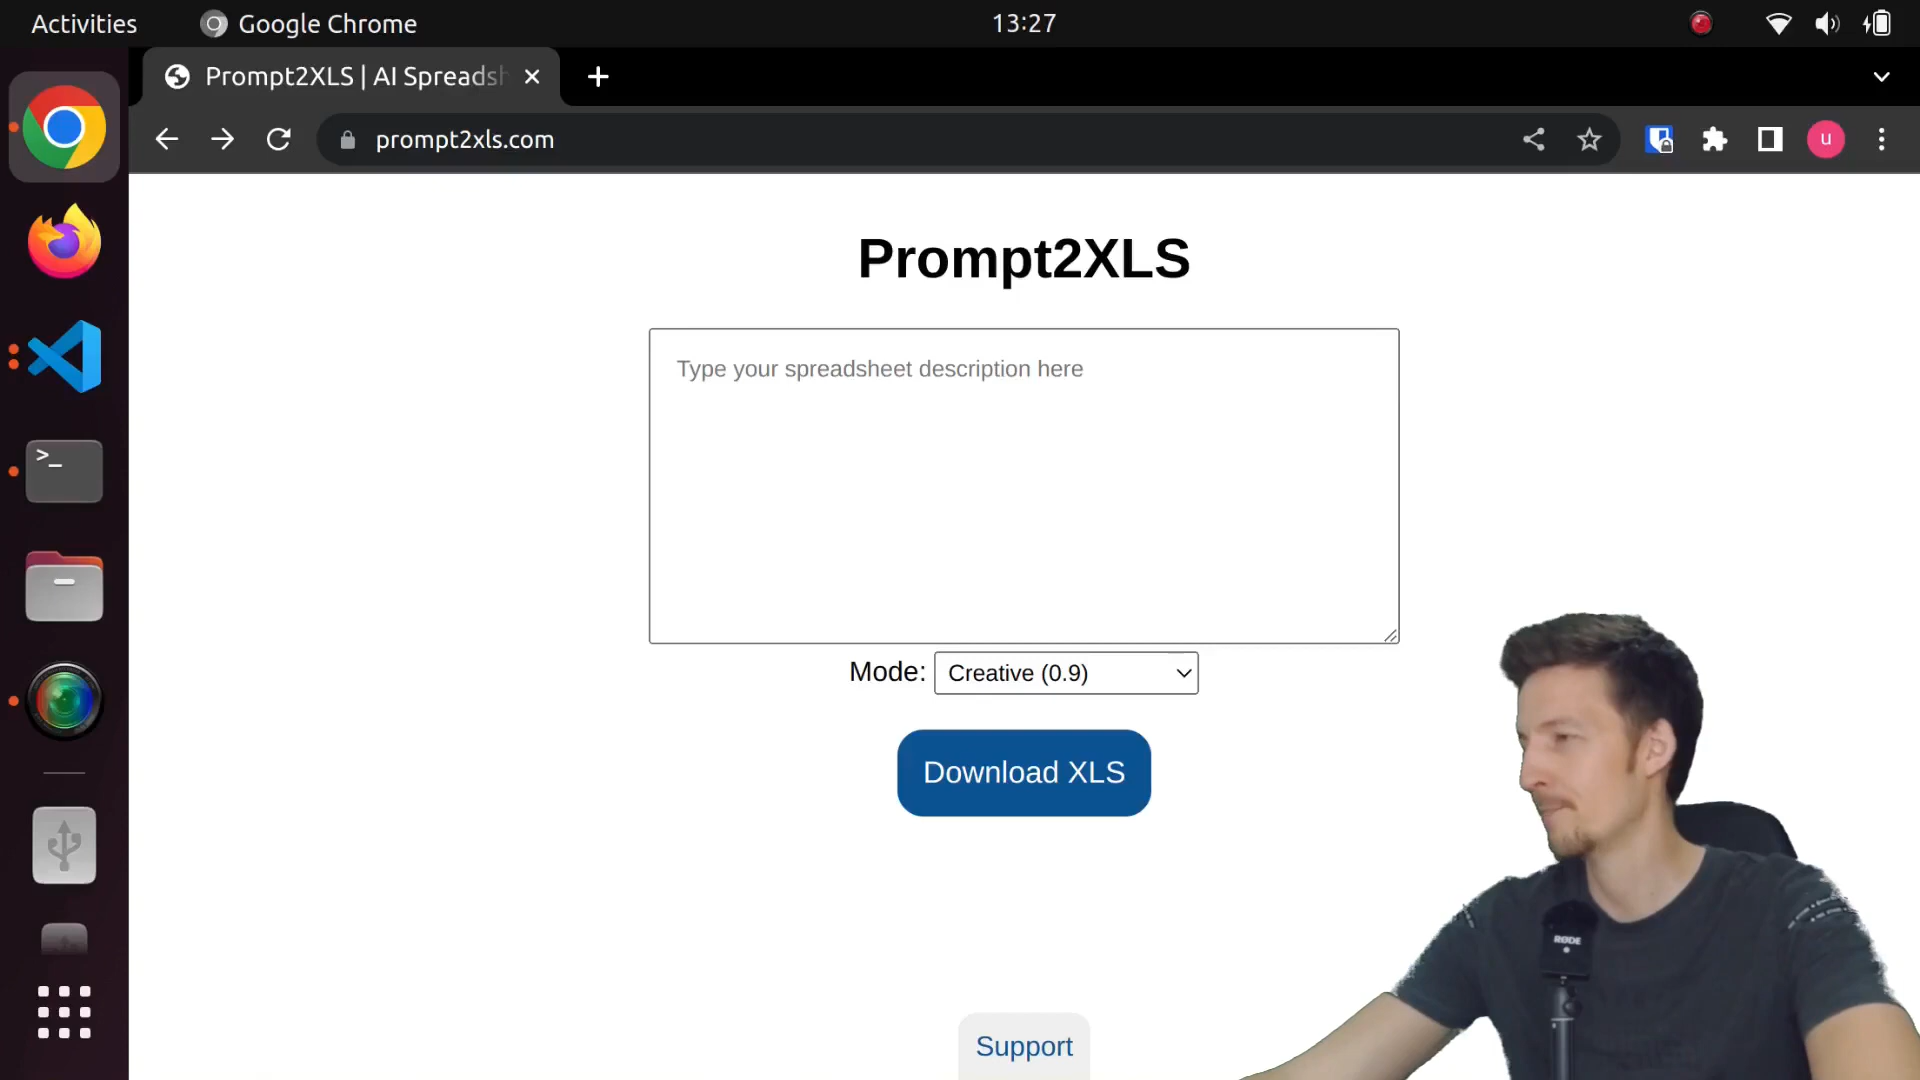 Activities
Google Chrome
13:27
Prompt2XLS | AI Spreadsh
prompt2xls.com
u
Prompt2XLS
Type your spreadsheet description here
Mode: Creative (0.9)
Download XLS
Support
>_
RØDE